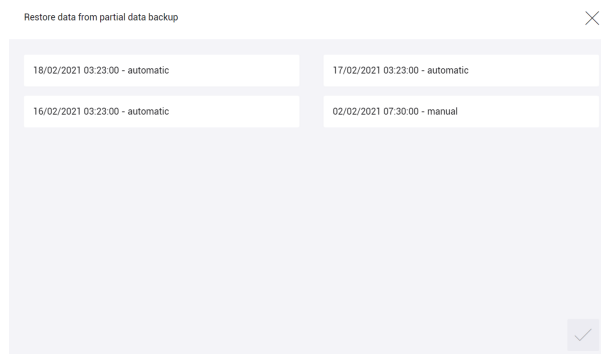 Restore data from partial data backup
18/02/2021 03:23:00 - automatic
17/02/2021 03:23:00 - automatic
16/02/2021 03:23:00 - automatic
02/02/2021 07:30:00 - manual